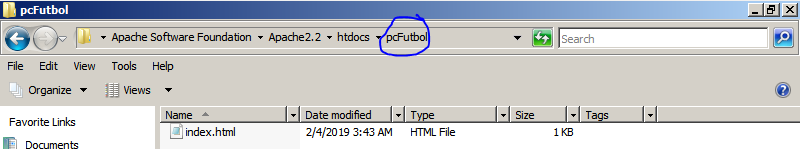 pcFutbol
Apache Software Foundation Apache2.2 htdocs pcFutbol Search
File Edit View Tools Help
Organize Views
Favorite Links Name Date modified Type Size Tags
Documents index.html 2/4/2019 3:43 AM HTML File 1 KB